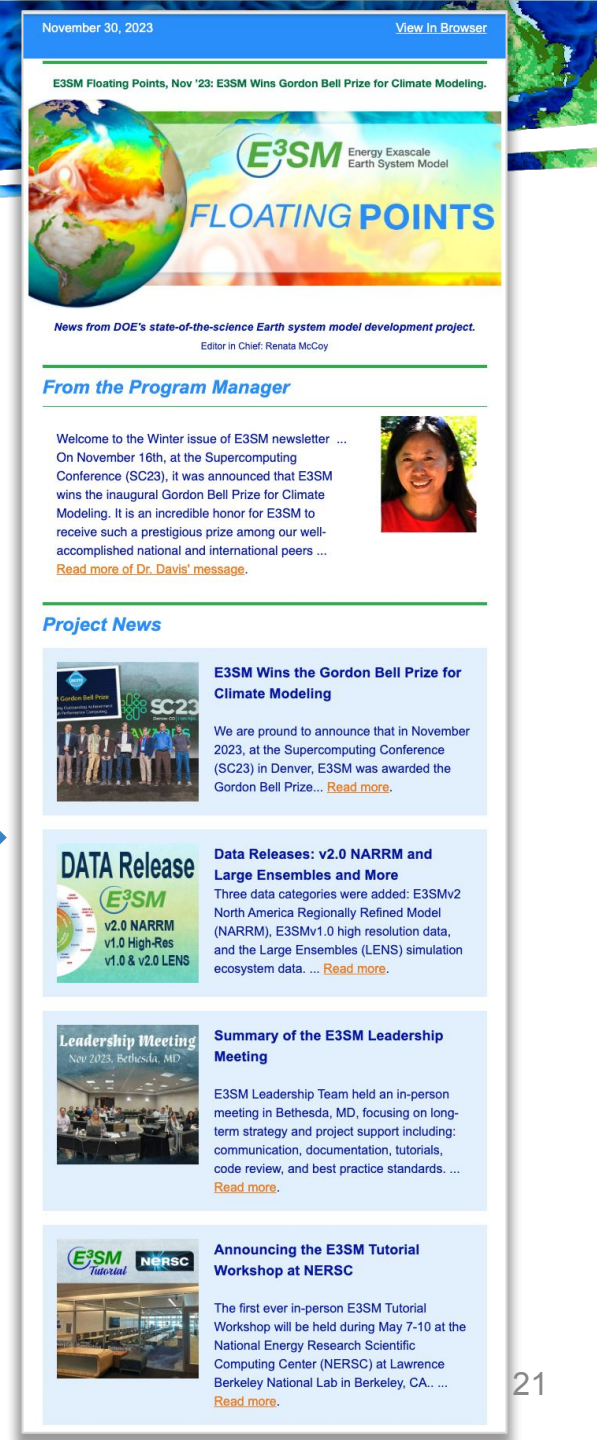 November 30, 2023 View In Browser
E3SM Floating Points, Nov '23: E3SM Wins Gordon Bell Prize for Climate Modeling.
E³SM Energy Exascale
Earth System Model
FLOATING POINTS
News from DOE's state-of-the-science Earth system model development project.
Editor in Chief: Renata McCoy
From the Program Manager
Welcome to the Winter issue of E3SM newsletter ...
On November 16th, at the Supercomputing
Conference (SC23), it was announced that E3SM
wins the inaugural Gordon Bell Prize for Climate
Modeling. It is an incredible honor for E3SM to
receive such a prestigious prize among our well-
accomplished national and international peers ...
Read more of Dr. Davis' message.
Project News
Gordon Bell Prize
SC23
E3SM Wins the Gordon Bell Prize for
Climate Modeling
We are pround to announce that in November
2023, at the Supercomputing Conference
(SC23) in Denver, E3SM was awarded the
Gordon Bell Prize... Read more.
DATA Release
E³SM
v2.0 NARRM
v1.0 High-Res
v1.0 & v2.0 LENS
Data Releases: v2.0 NARRM and
Large Ensembles and More
Three data categories were added: E3SMv2
North America Regionally Refined Model
(NARRM), E3SMv1.0 high resolution data,
and the Large Ensembles (LENS) simulation
ecosystem data. ... Read more.
Leadership Meeting
Nov 2023, Bethesda, MD
Summary of the E3SM Leadership
Meeting
E3SM Leadership Team held an in-person
meeting in Bethesda, MD, focusing on long-
term strategy and project support including:
communication, documentation, tutorials,
code review, and best practice standards. ...
Read more.
E³SM
Tutorial
NERSC
Announcing the E3SM Tutorial
Workshop at NERSC
The first ever in-person E3SM Tutorial
Workshop will be held during May 7-10 at the
National Energy Research Scientific
Computing Center (NERSC) at Lawrence
Berkeley National Lab in Berkeley, CA.. ...
Read more.
21